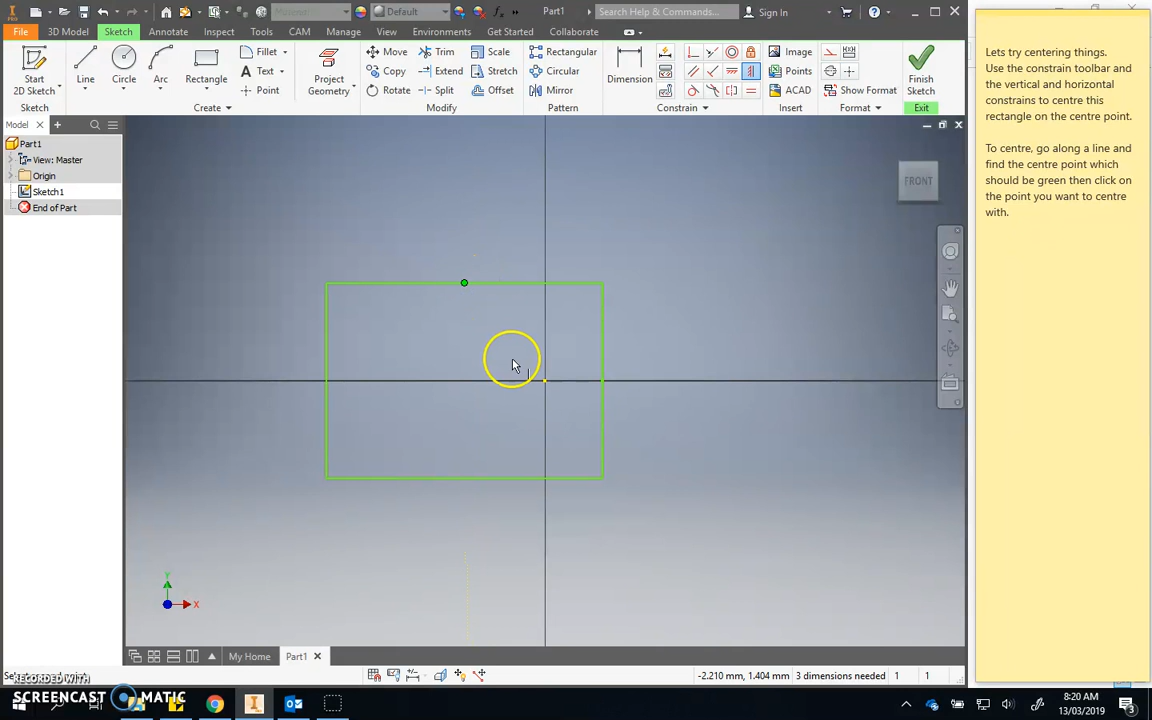 PRO
Material
Default
fx
Part1
Search Help & Commands...
Sign In
File
3D Model
Sketch
Annotate
Inspect
Tools
CAM
Manage
View
Environments
Get Started
Collaborate
Start
2D Sketch
Line
Circle
Arc
Rectangle
Fillet
Text
Point
Project
Geometry
Move
Copy
Rotate
Trim
Extend
Split
Scale
Stretch
Offset
Rectangular
Circular
Mirror
Dimension
Image
Points
ACAD
Show Format
Finish
Sketch
Sketch
Create
Modify
Pattern
Constrain
Insert
Format
Exit
Model
Part1
View: Master
Origin
Sketch1
End of Part
FRONT
Y
X
My Home
Part1
-2.210 mm, 1.404 mm
3 dimensions needed
1
1
RECORDED WITH
SCREENCAST MATIC
8:20 AM
13/03/2019
3
Lets try centering things.
Use the constrain toolbar and
the vertical and horizontal
constrains to centre this
rectangle on the centre point.
To centre, go along a line and
find the centre point which
should be green then click on
the point you want to centre
with.